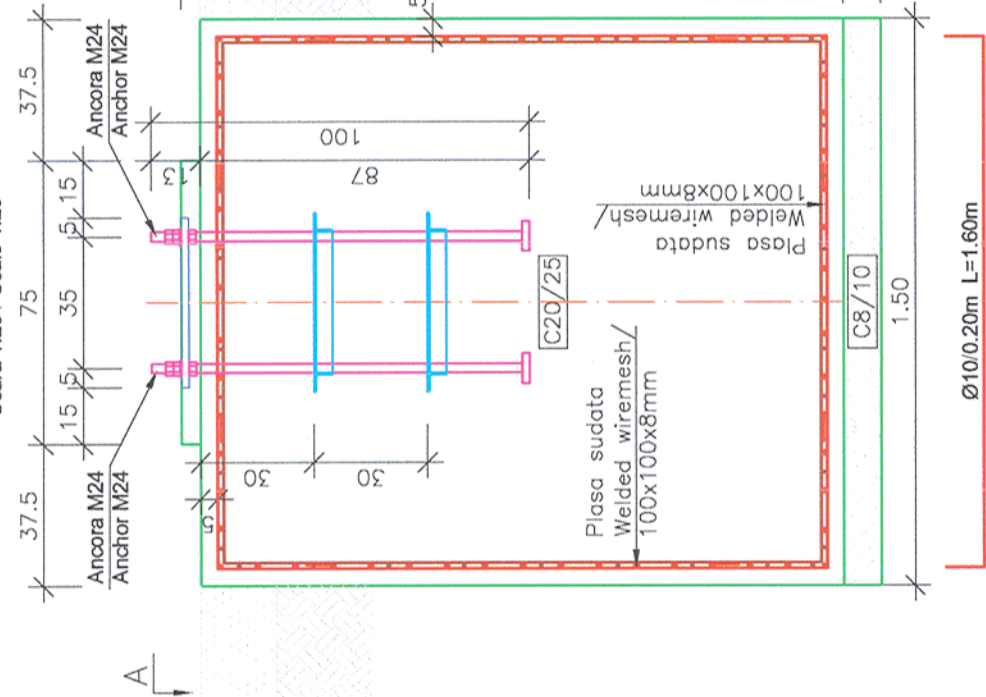 37.5
75
37.5
15
5
35
5
15
Ancora M24
Anchor M24
Ancora M24
Anchor M24
100
13
87
5
30
30
5
Plasa sudata
Welded wiremesh/
100x100x8mm
Plasa sudata
Welded wiremesh/
100x100x8mm
C20/25
C8/10
1.50
A
Ø10/0.20m L=1.60m